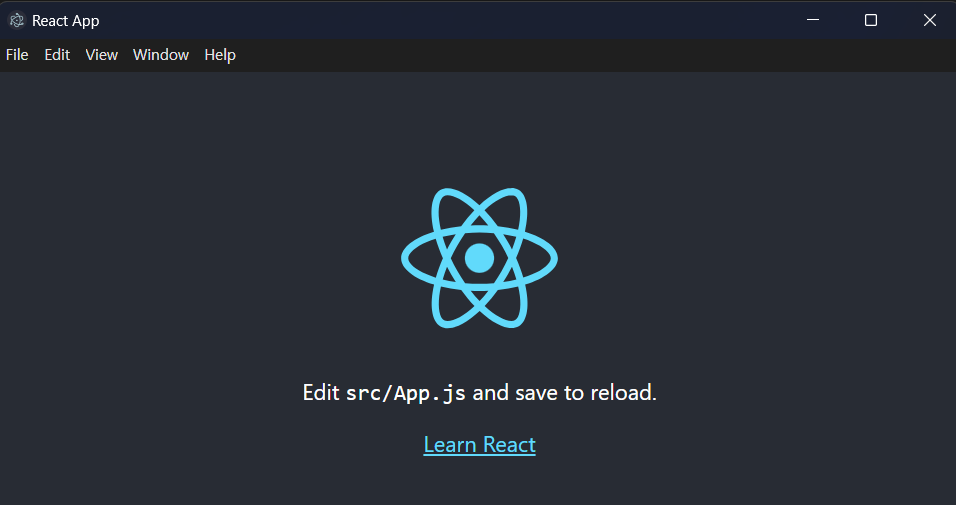 React App
File Edit View Window Help
Edit src/App.js and save to reload.
Learn React